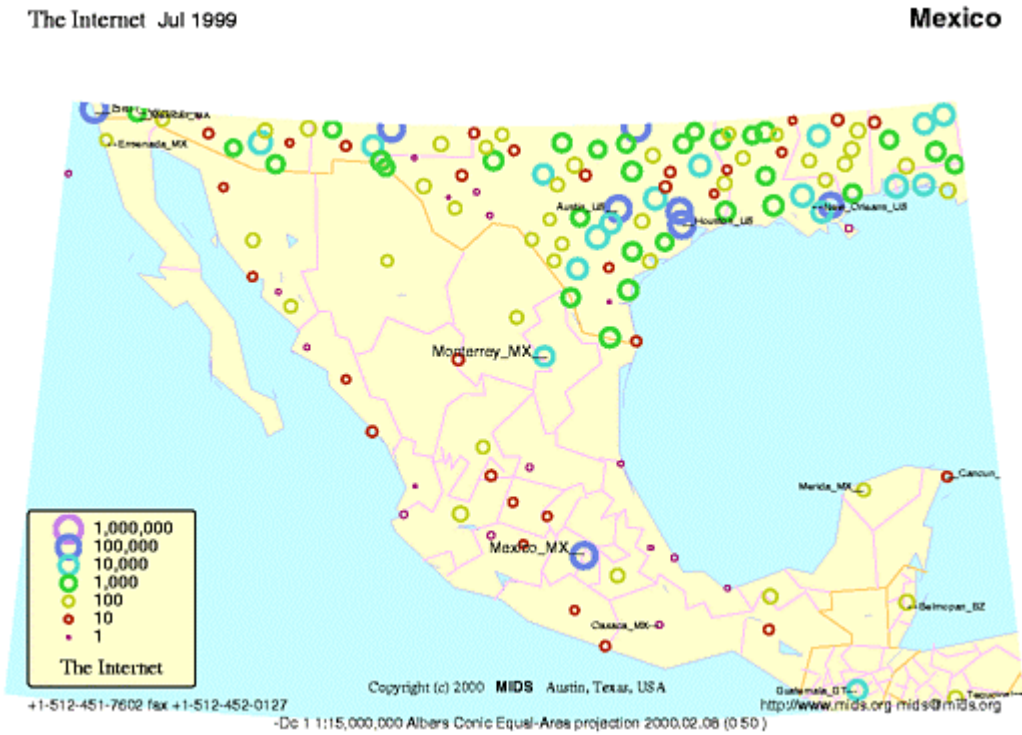 The Internet Jul 1999
Mexico
Ensenada_MX
Austin_US
Houston_US
New_Orleans_US
Monterrey_MX
Merida_MX
Cancun_
Mexico_MX
Oaxaca_MX
Belmopan_BZ
Guatemala_GT
1,000,000
100,000
10,000
1,000
100
10
1
The Internet
Copyright (c) 2000 MIDS Austin, Texas, USA
+1-512-451-7602 fax +1-512-452-0127
http://www.mids.org mids@mids.org
-Dc 1 1:15,000,000 Albers Conic Equal-Area projection 2000.02.08 (0 50 )